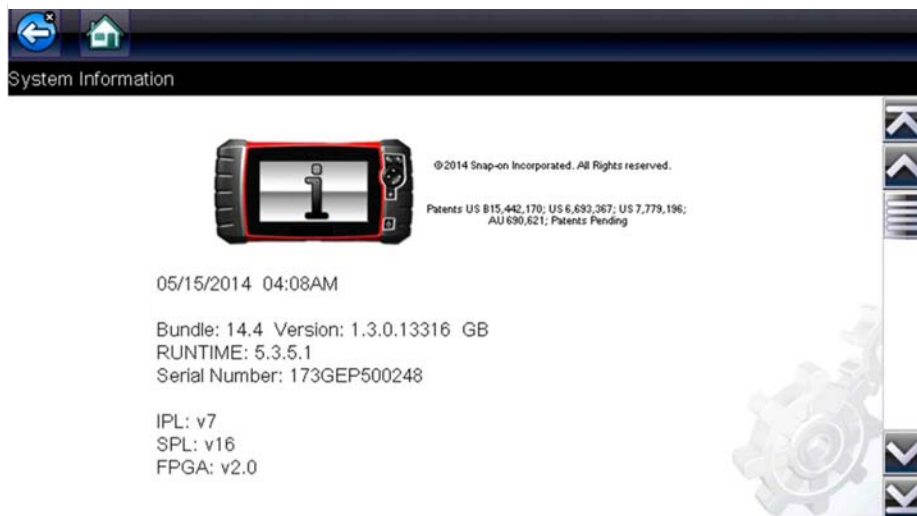 System Information
©2014 Snap-on Incorporated. All Rights reserved.
Patents US B15,442,170; US 6,693,367; US 7,779,196;
AU 690,621; Patents Pending
05/15/2014 04:08AM
Bundle: 14.4 Version: 1.3.0.13316 GB
RUNTIME: 5.3.5.1
Serial Number: 173GEP500248
IPL: v7
SPL: v16
FPGA: v2.0